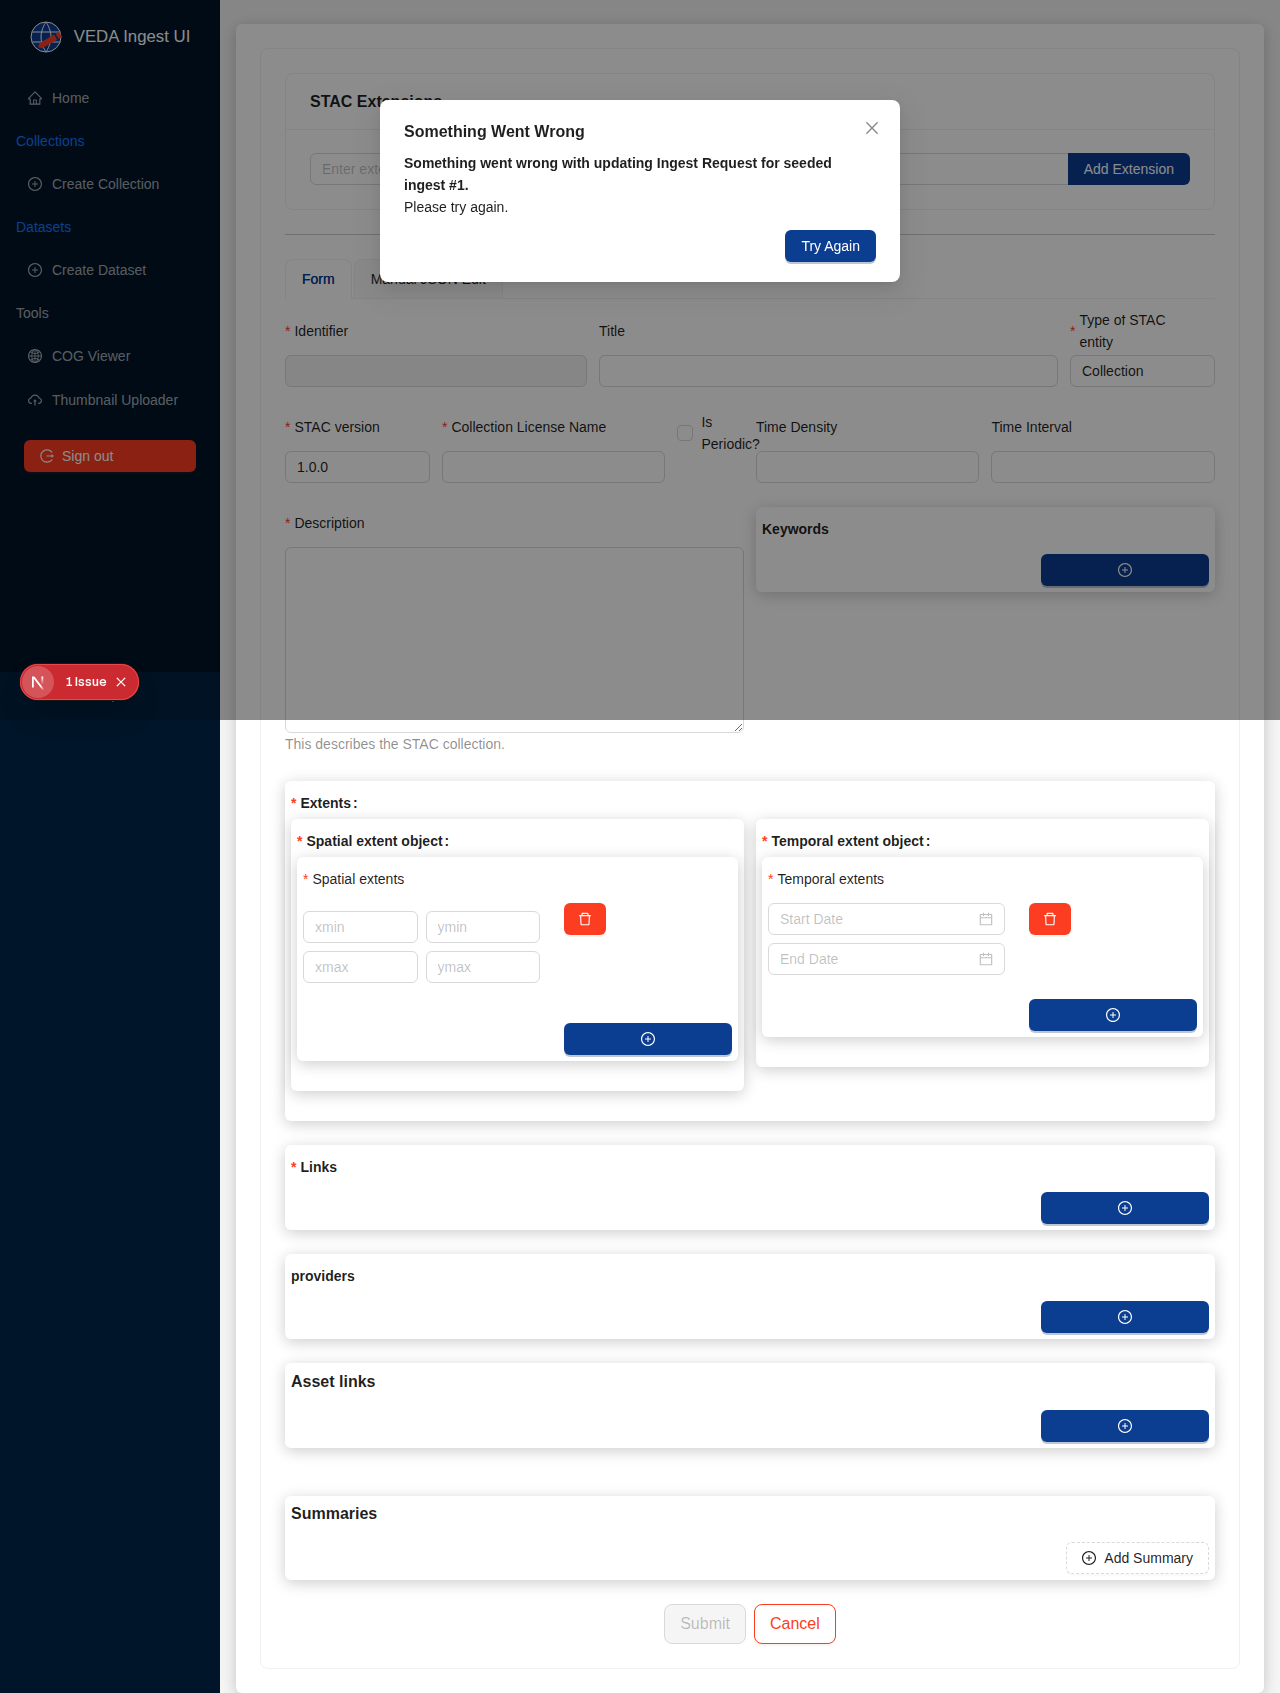 VEDA Ingest UI
Home
Collections
Create Collection
Datasets
Create Dataset
Tools
COG Viewer
Thumbnail Uploader
Sign out
1 Issue
STAC Extensions
Enter exte
Add Extension
Something Went Wrong
Something went wrong with updating Ingest Request for seeded
ingest #1.
Please try again.
Try Again
Form
Manual JSON Edit
* Identifier
Title
* Type of STAC
entity
Collection
* STAC version
* Collection License Name
Is
Periodic?
Time Density
Time Interval
1.0.0
* Description
Keywords
This describes the STAC collection.
* Extents:
* Spatial extent object:
* Temporal extent object:
* Spatial extents
* Temporal extents
xmin
ymin
Start Date
xmax
ymax
End Date
* Links
providers
Asset links
Summaries
Add Summary
Submit
Cancel